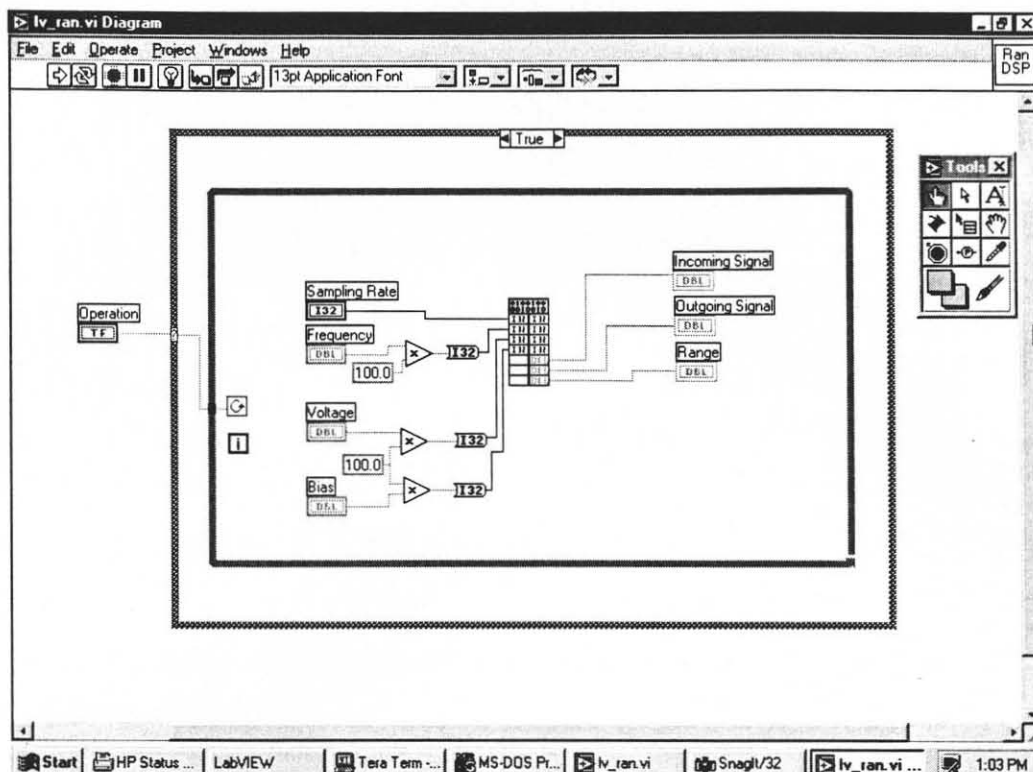 lv_ran.vi Diagram
File Edit Operate Project Windows Help
Ran
DSP
13pt Application Font
True
Tools
Operation
TF
Sampling Rate
I32
Frequency
DBL
100.0
I32
Voltage
DBL
100.0
I32
Bias
DBL
I32
i
Incoming Signal
DBL
Outgoing Signal
DBL
Range
DBL
Start
HP Status ...
LabVIEW
Tera Term -...
MS-DOS Pr...
lv_ran.vi
SnagIt/32
lv_ran.vi ...
1:03 PM